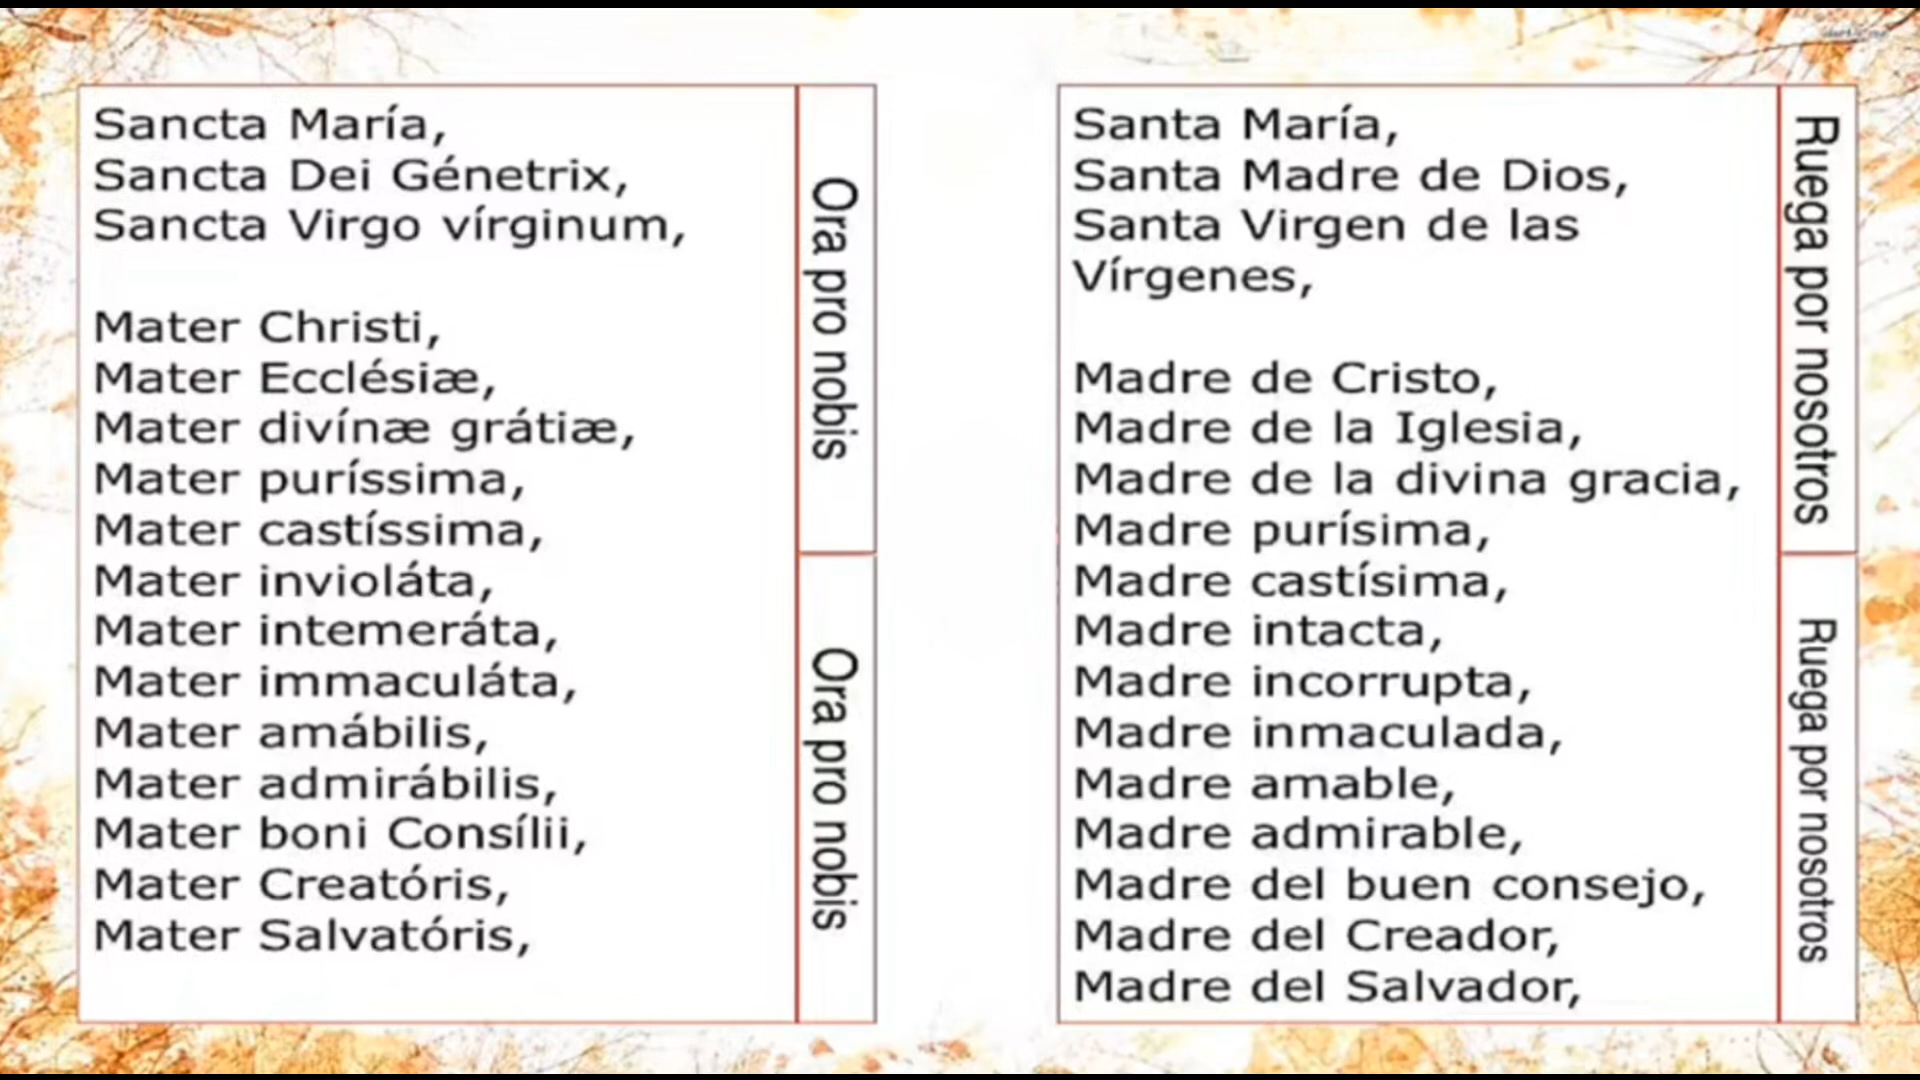 Sancta María,
Sancta Dei Génetrix,
Sancta Virgo vírginum,
Mater Christi,
Mater Ecclésiæ,
Mater divínæ grátiæ,
Mater puríssima,
Mater castíssima,
Mater invioláta,
Mater intemeráta,
Mater immaculáta,
Mater amábilis,
Mater admirábilis,
Mater boni Consílii,
Mater Creatóris,
Mater Salvatóris,
Ora pro nobis
Ora pro nobis
Santa María,
Santa Madre de Dios,
Santa Virgen de las
Vírgenes,
Madre de Cristo,
Madre de la Iglesia,
Madre de la divina gracia,
Madre purísima,
Madre castísima,
Madre intacta,
Madre incorrupta,
Madre inmaculada,
Madre amable,
Madre admirable,
Madre del buen consejo,
Madre del Creador,
Madre del Salvador,
Ruega por nosotros
Ruega por nosotros